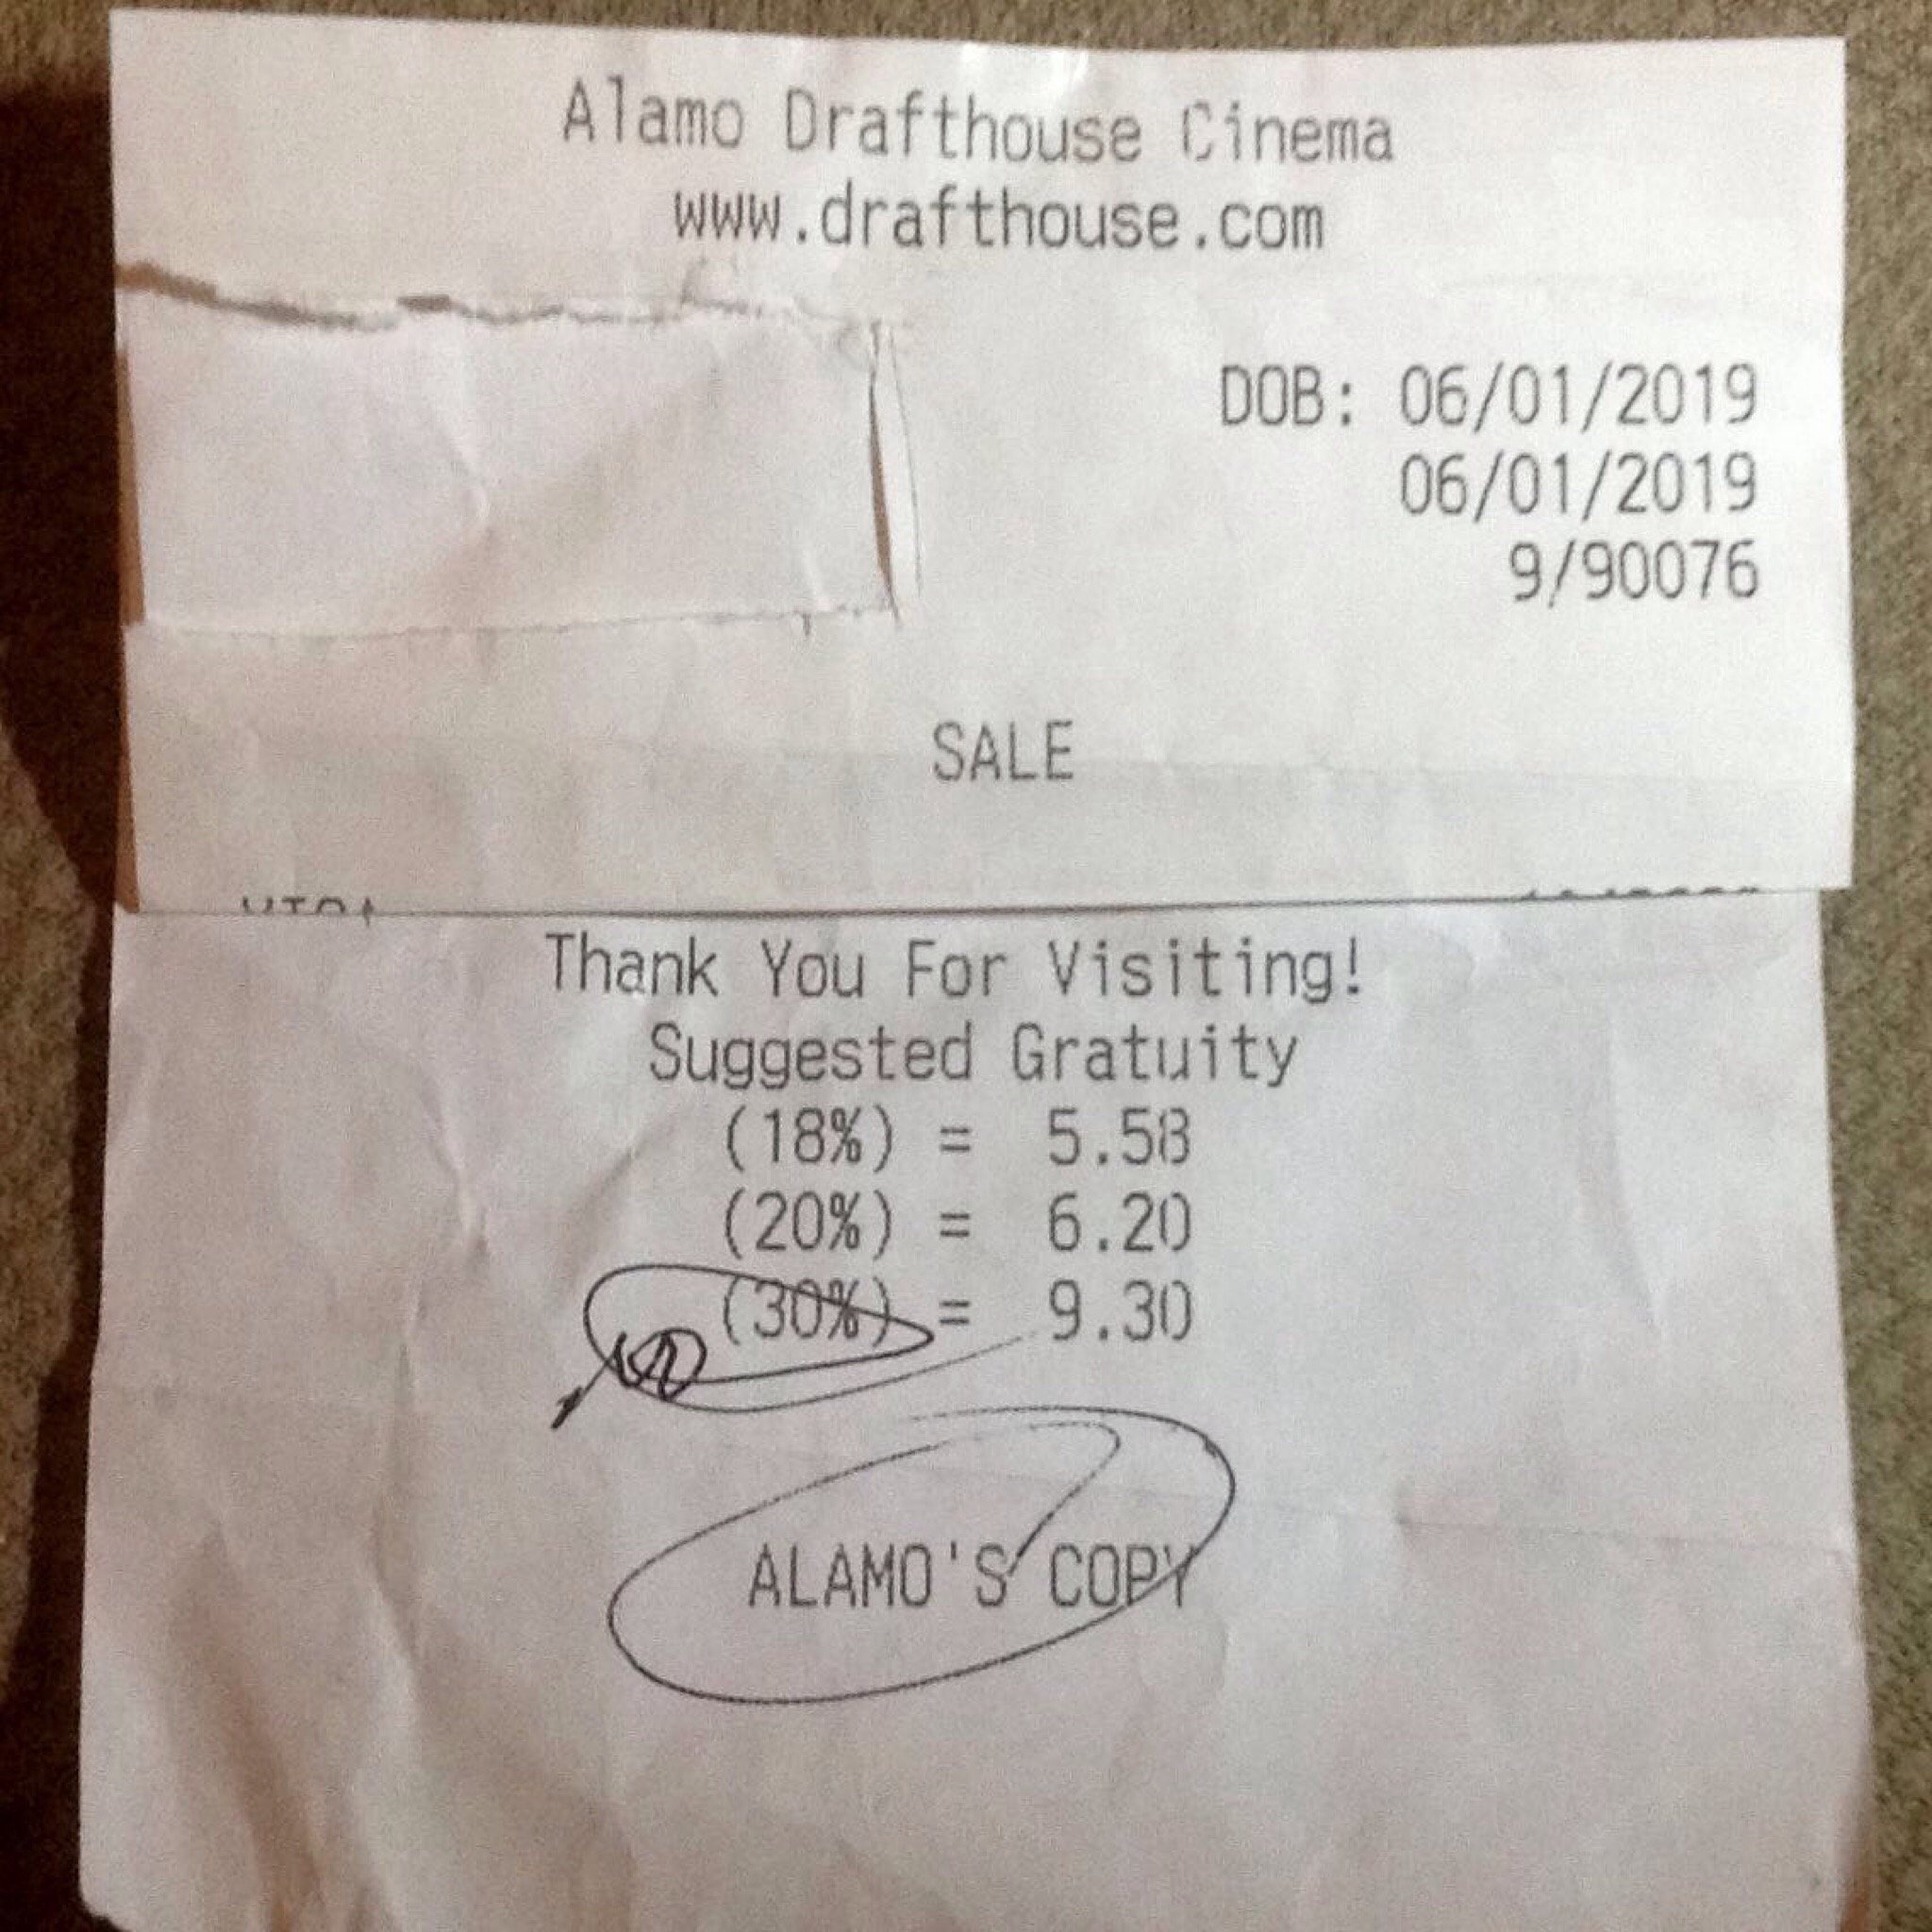 Alamo Drafthouse Cinema
www.drafthouse.com
DOB: 06/01/2019
06/01/2019
9/90076
SALE
Thank You For Visiting!
Suggested Gratuity
(18%) = 5.58
(20%) = 6.20
(30%) = 9.30
ALAMO'S COPY